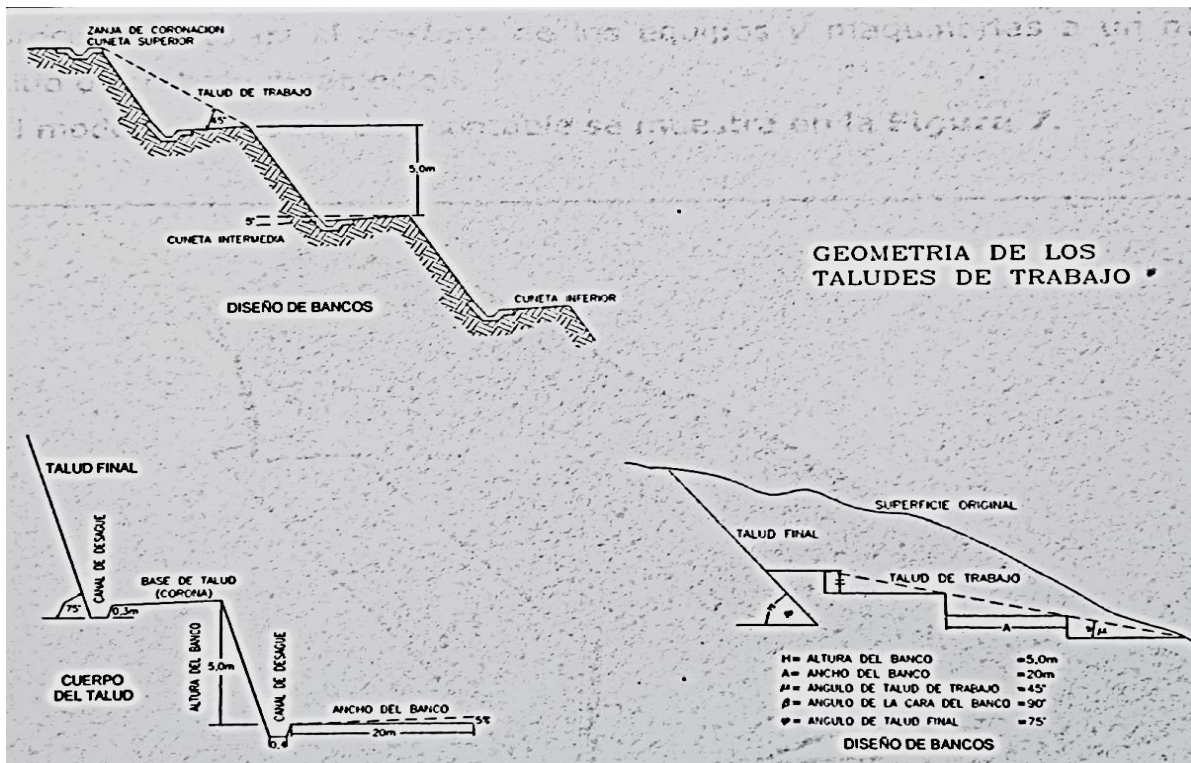 ZANJA DE CORONACION
CUNETA SUPERIOR
TALUD DE TRABAJO
45°
5,0m
5°
CUNETA INTERMEDIA
CUNETA INFERIOR
DISEÑO DE BANCOS
GEOMETRIA DE LOS
TALUDES DE TRABAJO
TALUD FINAL
CANAL DE DESAGUE
BASE DE TALUD
(CORONA)
75°
0,3m
ALTURA DEL BANCO
5,0m
CANAL DE DESAGUE
ANCHO DEL BANCO
5%
20m
0,4
CUERPO
DEL TALUD
SUPERFICIE ORIGINAL
TALUD FINAL
TALUD DE TRABAJO
H
φ
A
μ
H= ALTURA DEL BANCO =5,0m
A= ANCHO DEL BANCO =20m
μ= ANGULO DE TALUD DE TRABAJO =45°
β= ANGULO DE LA CARA DEL BANCO =90°
φ= ANGULO DE TALUD FINAL =75°
DISEÑO DE BANCOS